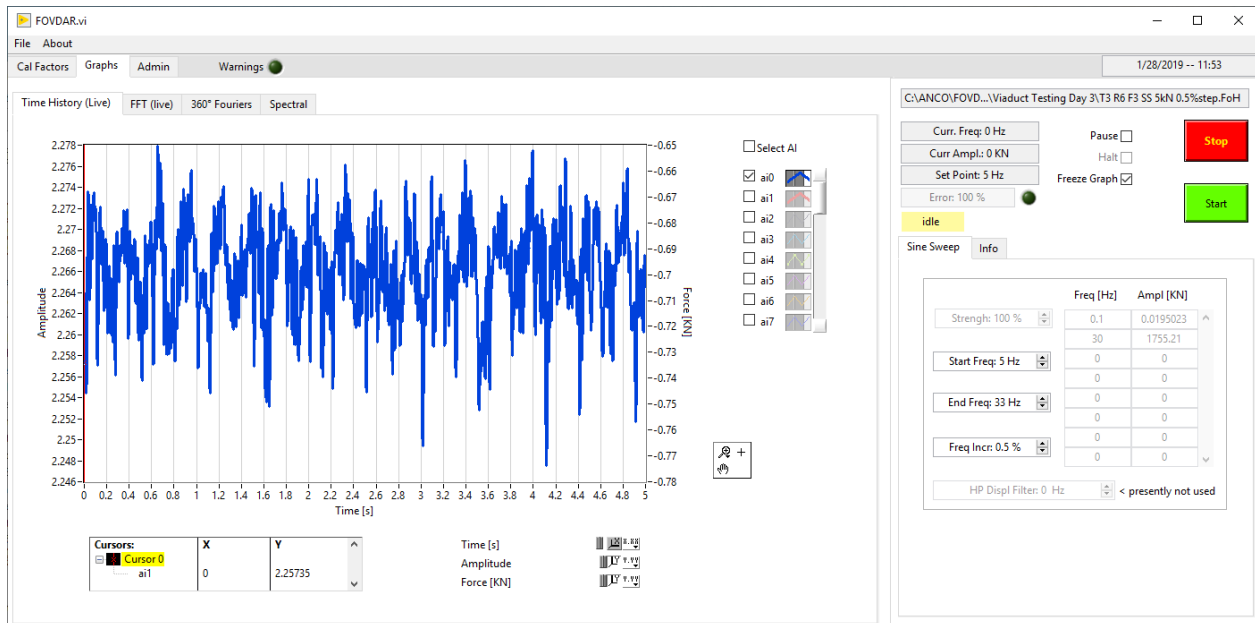 FOVDAR.vi
File About
Cal Factors Graphs Admin Warnings
1/28/2019 -- 11:53
Time History (Live) FFT (live) 360° Fouriers Spectral
2.278
2.276
2.274
2.272
2.27
2.268
2.266
2.264
2.262
2.26
2.258
2.256
2.254
2.252
2.25
2.248
2.246
Amplitude
-0.65
-0.66
-0.67
-0.68
-0.69
-0.7
-0.71
-0.72
-0.73
-0.74
-0.75
-0.76
-0.77
-0.78
Force [KN]
0 0.2 0.4 0.6 0.8 1 1.2 1.4 1.6 1.8 2 2.2 2.4 2.6 2.8 3 3.2 3.4 3.6 3.8 4 4.2 4.4 4.6 4.8 5
Time [s]
Select AI
ai0
ai1
ai2
ai3
ai4
ai5
ai6
ai7
Cursors: X Y
Cursor 0
ai1 0 2.25735
Time [s]
Amplitude
Force [KN]
C:\ANCO\FOVD...\Viaduct Testing Day 3\T3 R6 F3 SS 5kN 0.5%step.FoH
Curr. Freq: 0 Hz
Curr Ampl.: 0 KN
Set Point: 5 Hz
Error: 100 %
idle
Pause
Halt
Freeze Graph
Stop
Start
Sine Sweep Info
Freq [Hz] Ampl [KN]
Strengh: 100 %
0.1 0.0195023
30 1755.21
Start Freq: 5 Hz
0 0
0 0
End Freq: 33 Hz
0 0
0 0
Freq Incr: 0.5 %
0 0
0 0
HP Displ Filter: 0 Hz < presently not used